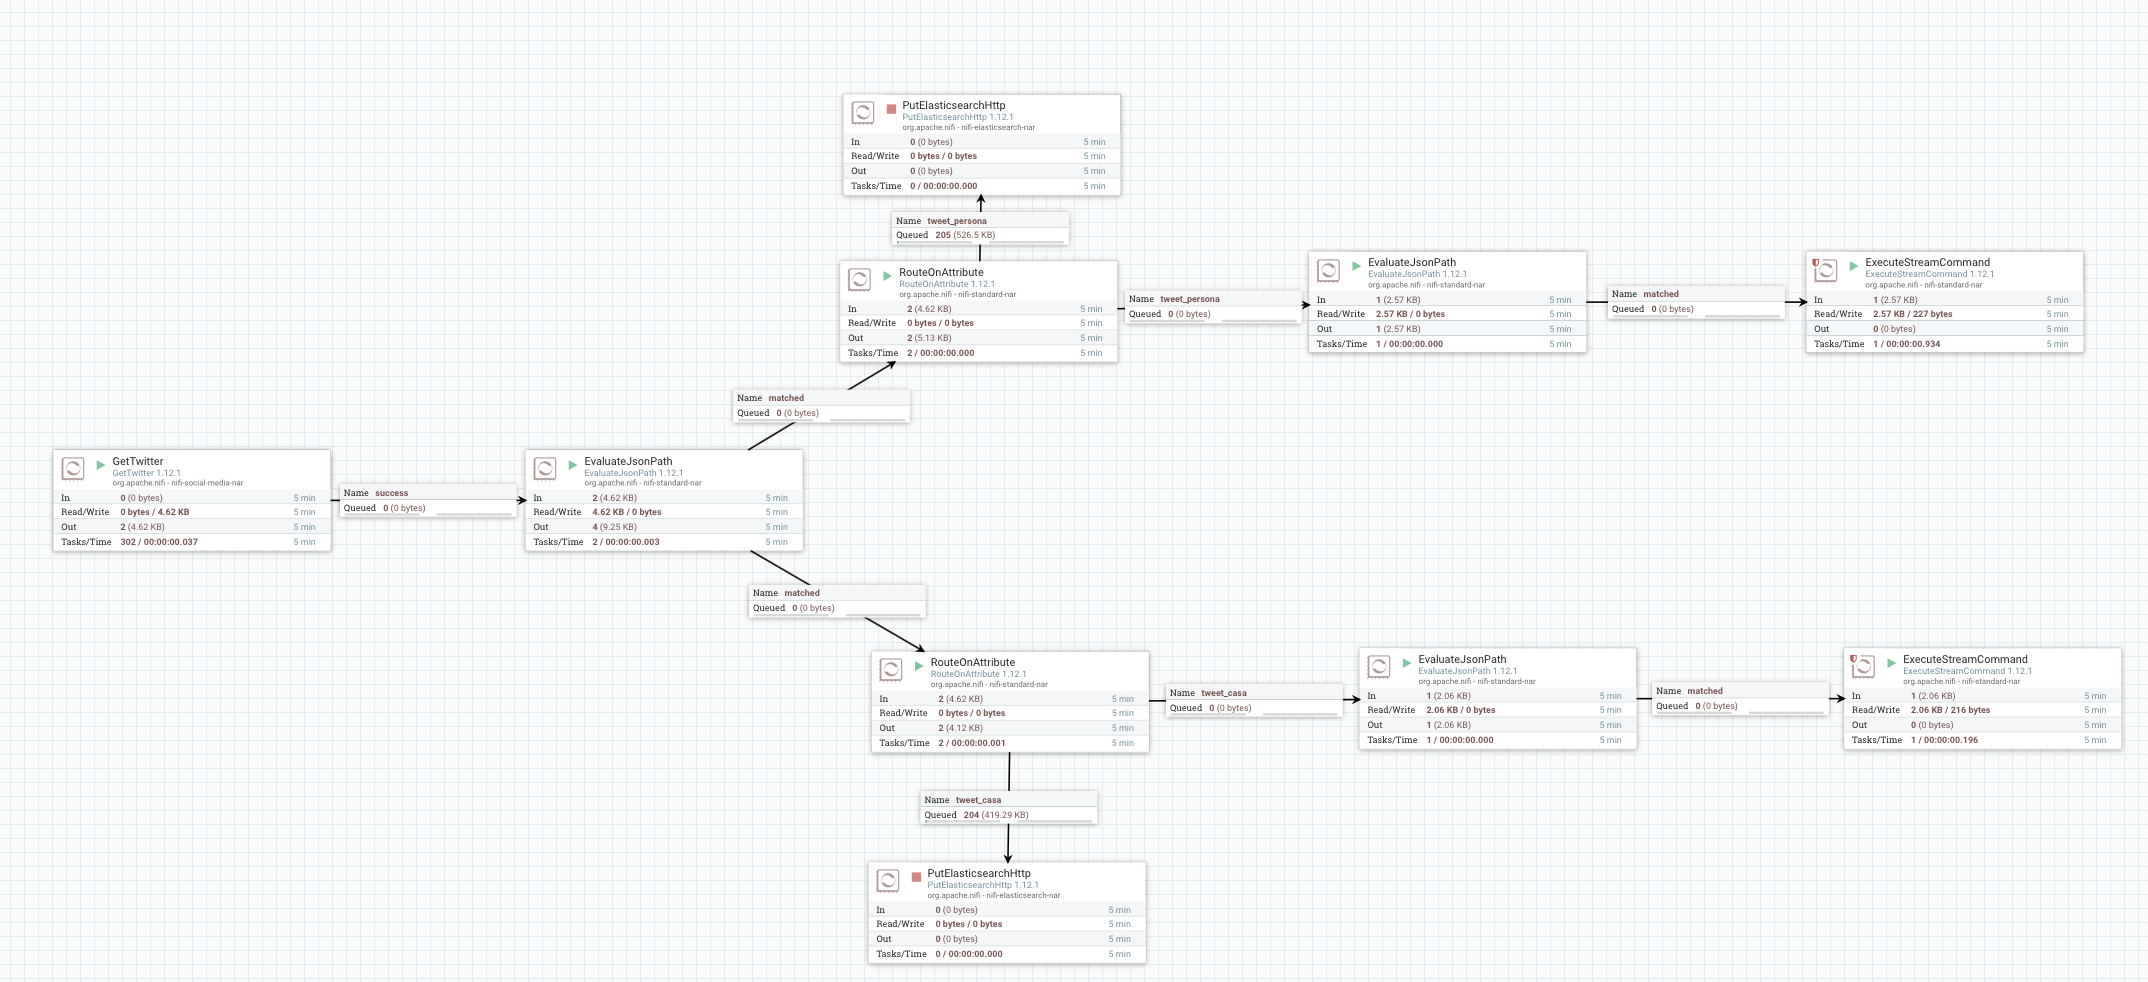 PutElasticsearchHttp
PutElasticsearchHttp 1.12.1
org.apache.nifi - nifi-elasticsearch-nar
In 0 (0 bytes) 5 min
Read/Write 0 bytes / 0 bytes 5 min
Out 0 (0 bytes) 5 min
Tasks/Time 0 / 00:00:00.000 5 min
Name tweet_persona
Queued 205 (526.5 KB)
RouteOnAttribute
RouteOnAttribute 1.12.1
org.apache.nifi - nifi-standard-nar
In 2 (4.62 KB) 5 min
Read/Write 0 bytes / 0 bytes 5 min
Out 2 (5.13 KB) 5 min
Tasks/Time 2 / 00:00:00.000 5 min
Name tweet_persona
Queued 0 (0 bytes)
EvaluateJsonPath
EvaluateJsonPath 1.12.1
org.apache.nifi - nifi-standard-nar
In 1 (2.57 KB) 5 min
Read/Write 2.57 KB / 0 bytes 5 min
Out 1 (2.57 KB) 5 min
Tasks/Time 1 / 00:00:00.000 5 min
Name matched
Queued 0 (0 bytes)
ExecuteStreamCommand
ExecuteStreamCommand 1.12.1
org.apache.nifi - nifi-standard-nar
In 1 (2.57 KB) 5 min
Read/Write 2.57 KB / 227 bytes 5 min
Out 0 (0 bytes) 5 min
Tasks/Time 1 / 00:00:00.934 5 min
Name matched
Queued 0 (0 bytes)
GetTwitter
GetTwitter 1.12.1
org.apache.nifi - nifi-social-media-nar
In 0 (0 bytes) 5 min
Read/Write 0 bytes / 4.62 KB 5 min
Out 2 (4.62 KB) 5 min
Tasks/Time 302 / 00:00:00.037 5 min
Name success
Queued 0 (0 bytes)
EvaluateJsonPath
EvaluateJsonPath 1.12.1
org.apache.nifi - nifi-standard-nar
In 2 (4.62 KB) 5 min
Read/Write 4.62 KB / 0 bytes 5 min
Out 4 (9.25 KB) 5 min
Tasks/Time 2 / 00:00:00.003 5 min
Name matched
Queued 0 (0 bytes)
RouteOnAttribute
RouteOnAttribute 1.12.1
org.apache.nifi - nifi-standard-nar
In 2 (4.62 KB) 5 min
Read/Write 0 bytes / 0 bytes 5 min
Out 2 (4.12 KB) 5 min
Tasks/Time 2 / 00:00:00.001 5 min
Name tweet_casa
Queued 0 (0 bytes)
EvaluateJsonPath
EvaluateJsonPath 1.12.1
org.apache.nifi - nifi-standard-nar
In 1 (2.06 KB) 5 min
Read/Write 2.06 KB / 0 bytes 5 min
Out 1 (2.06 KB) 5 min
Tasks/Time 1 / 00:00:00.000 5 min
Name matched
Queued 0 (0 bytes)
ExecuteStreamCommand
ExecuteStreamCommand 1.12.1
org.apache.nifi - nifi-standard-nar
In 1 (2.06 KB) 5 min
Read/Write 2.06 KB / 216 bytes 5 min
Out 0 (0 bytes) 5 min
Tasks/Time 1 / 00:00:00.196 5 min
Name tweet_casa
Queued 204 (419.29 KB)
PutElasticsearchHttp
PutElasticsearchHttp 1.12.1
org.apache.nifi - nifi-elasticsearch-nar
In 0 (0 bytes) 5 min
Read/Write 0 bytes / 0 bytes 5 min
Out 0 (0 bytes) 5 min
Tasks/Time 0 / 00:00:00.000 5 min